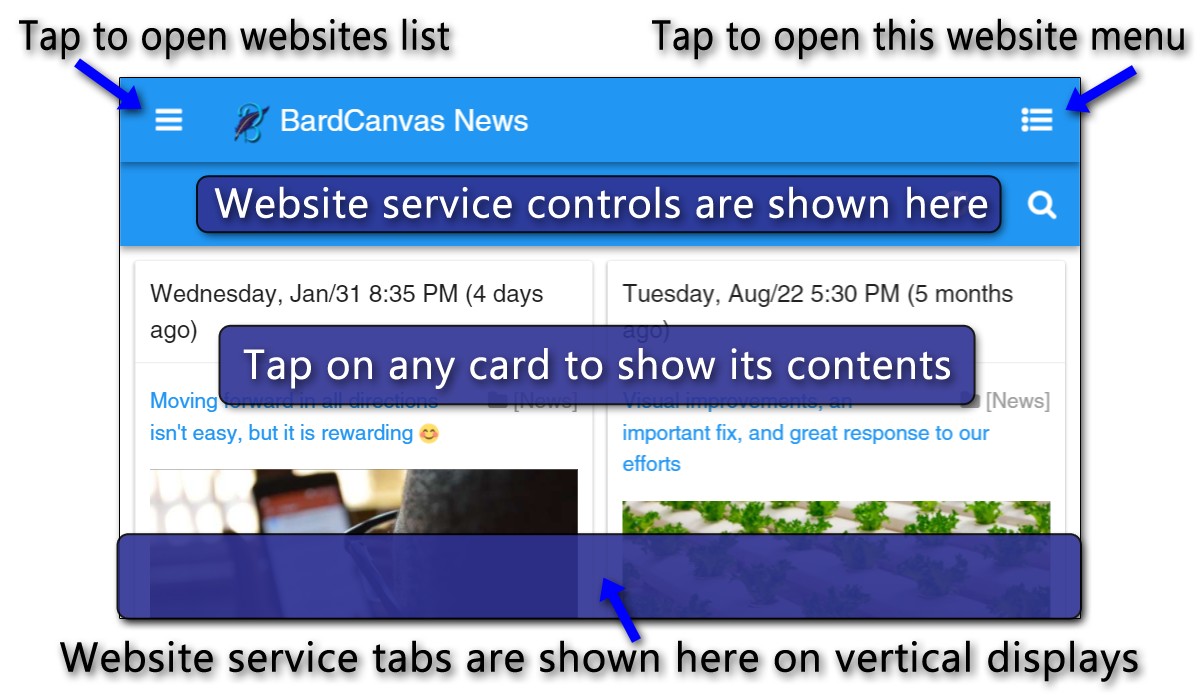 Tap to open websites list
Tap to open this website menu
BardCanvas News
Website service controls are shown here
Wednesday, Jan/31 8:35 PM (4 days
ago)
Tuesday, Aug/22 5:30 PM (5 months
ago)
Tap on any card to show its contents
Moving forward in all directions
isn't easy, but it is rewarding 😊
[News]
Visual improvements, an
important fix, and great response to our
efforts
[News]
Website service tabs are shown here on vertical displays